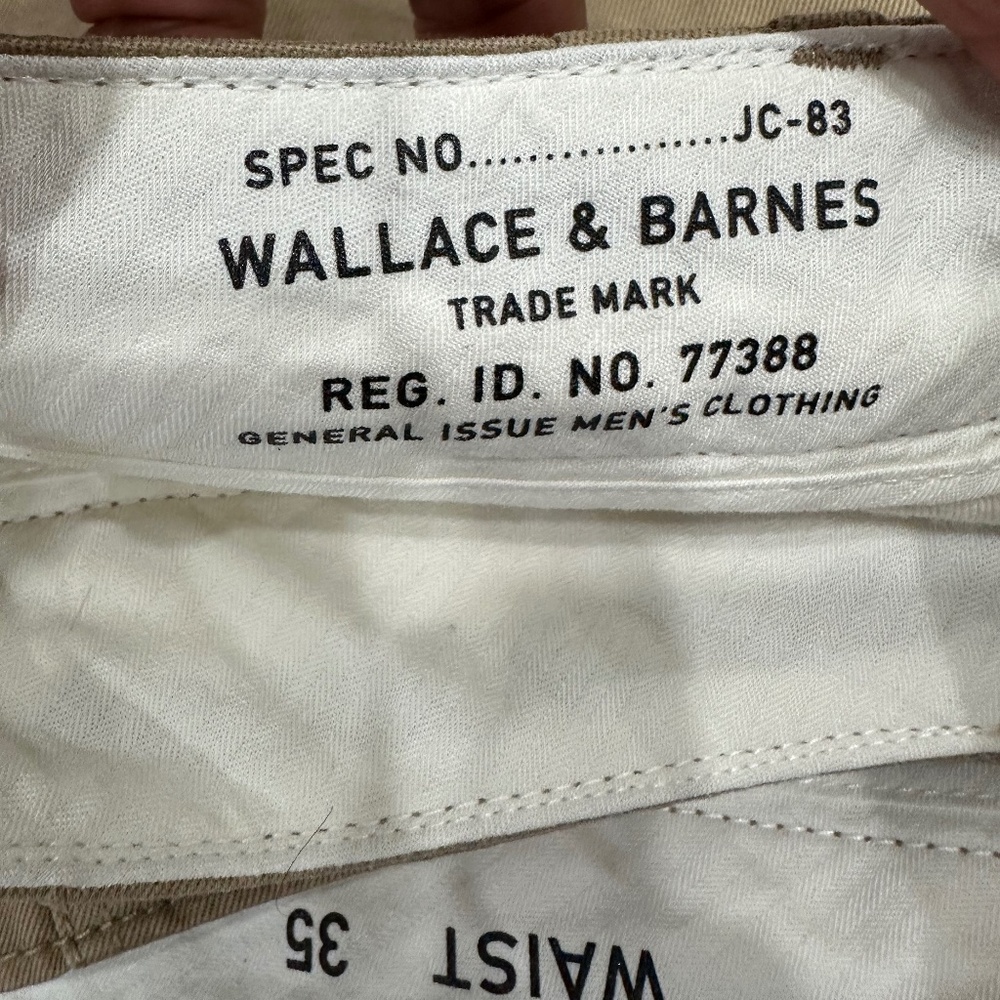 SPEC NO..................JC-83
WALLACE & BARNES
TRADE MARK
REG. ID. NO. 77388
GENERAL ISSUE MEN'S CLOTHING
WAIST 35